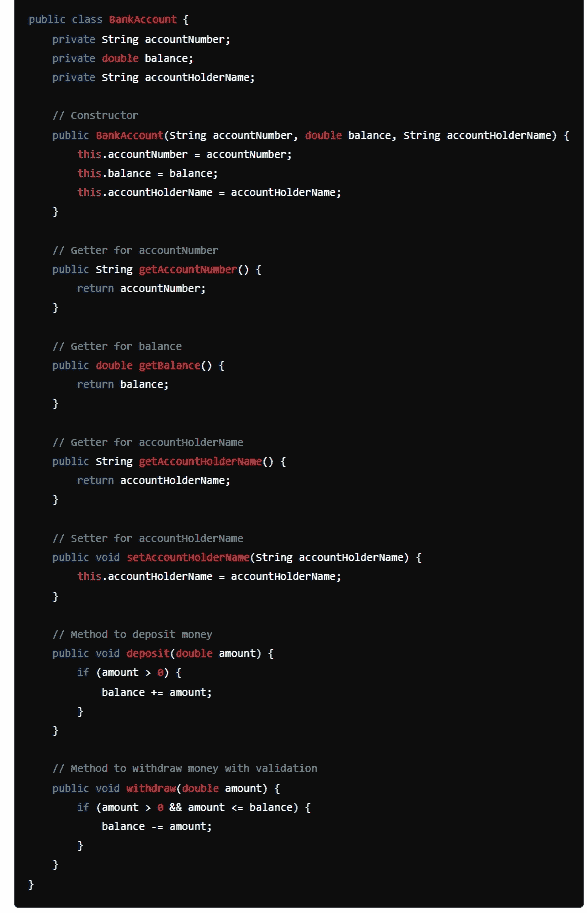 public class BankAccount {
    private String accountNumber;
    private double balance;
    private String accountHolderName;

    // Constructor
    public BankAccount(String accountNumber, double balance, String accountHolderName) {
        this.accountNumber = accountNumber;
        this.balance = balance;
        this.accountHolderName = accountHolderName;
    }

    // Getter for accountNumber
    public String getAccountNumber() {
        return accountNumber;
    }

    // Getter for balance
    public double getBalance() {
        return balance;
    }

    // Getter for accountHolderName
    public String getAccountHolderName() {
        return accountHolderName;
    }

    // Setter for accountHolderName
    public void setAccountHolderName(String accountHolderName) {
        this.accountHolderName = accountHolderName;
    }

    // Method to deposit money
    public void deposit(double amount) {
        if (amount > 0) {
            balance += amount;
        }
    }

    // Method to withdraw money with validation
    public void withdraw(double amount) {
        if (amount > 0 && amount <= balance) {
            balance -= amount;
        }
    }
}